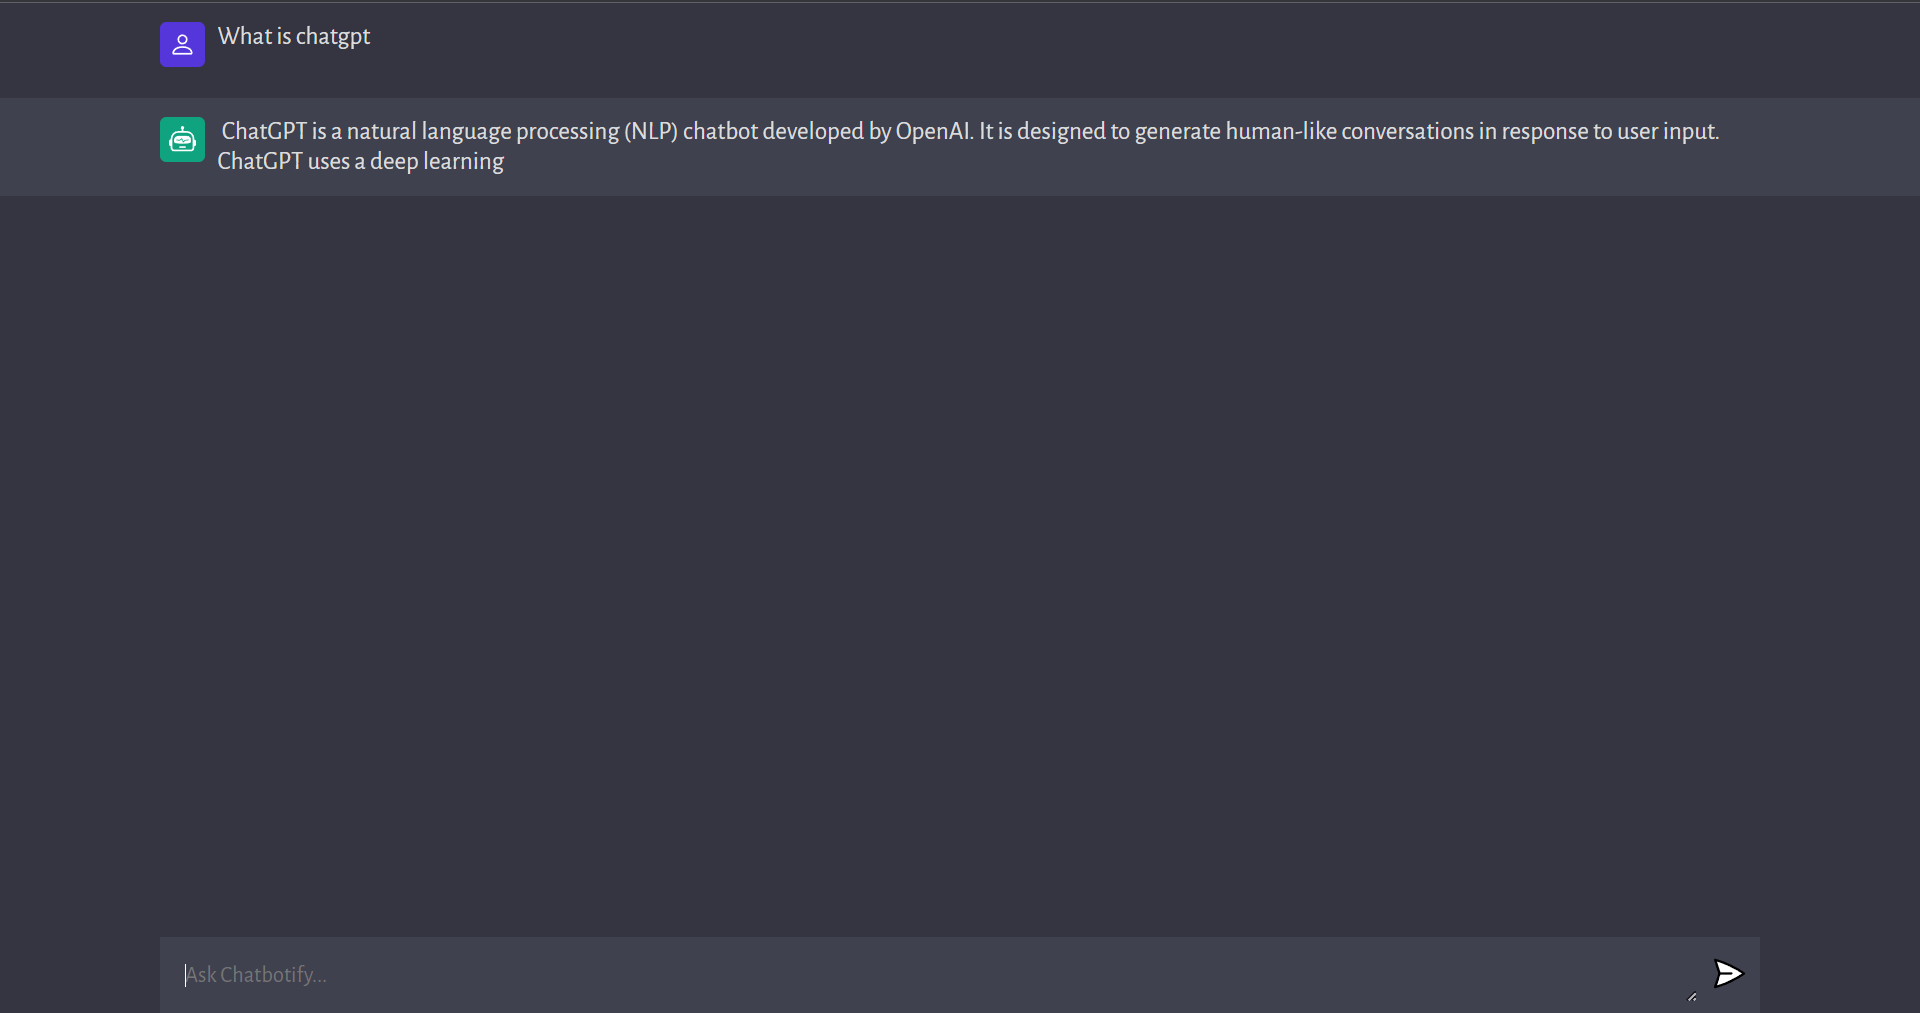 What is chatgpt
ChatGPT is a natural language processing (NLP) chatbot developed by OpenAI. It is designed to generate human-like conversations in response to user input.
ChatGPT uses a deep learning
Ask Chatbotify...